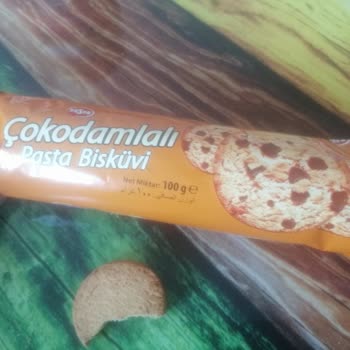 Çokodamlalı
Pasta Bisküvi
Net Miktar: 100 g e